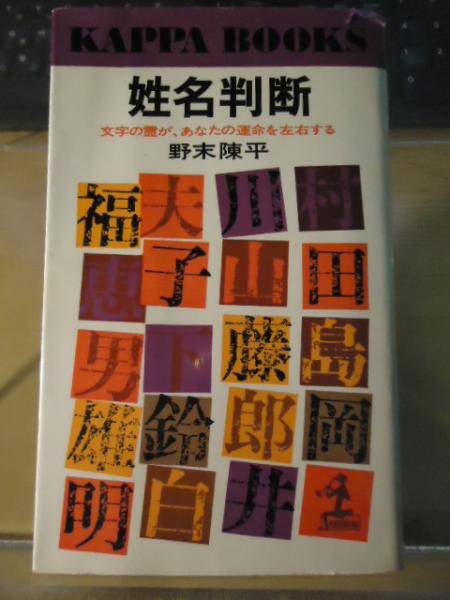 KAPPA BOOKS
姓名判断
文字の霊が、あなたの運命を左右する
野末陳平
福夫川村
恵子山田
男下藤島
雄鈴郎岡
明白井